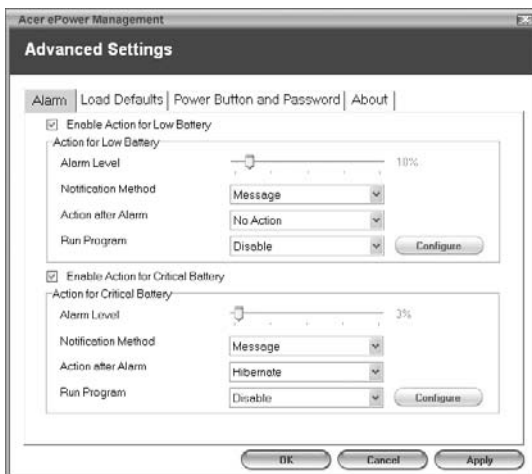 Acer ePower Management
Advanced Settings
Alarm Load Defaults Power Button and Password About
Enable Action for Low Battery
Action for Low Battery
Alarm Level 10%
Notification Method Message
Action after Alarm No Action
Run Program Disable Configure
Enable Action for Critical Battery
Action for Critical Battery
Alarm Level 3%
Notification Method Message
Action after Alarm Hibernate
Run Program Disable Configure
OK Cancel Apply